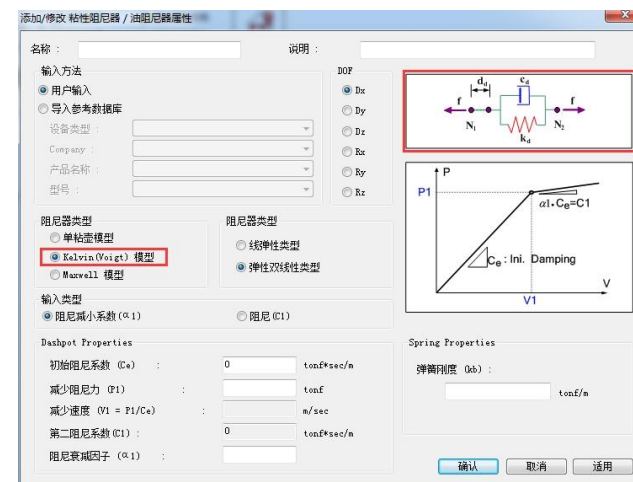 添加/修改 粘性阻尼器 / 油阻尼器属性
名称 :
说明 :
输入方法
用户输入
导入参考数据库
设备类型 :
Company :
产品名称 :
型号 :
DOF
Dx
Dy
Dz
Rx
Ry
Rz
f d_d c_d f
N₁ N₂
k_d
阻尼器类型
单粘壶模型
Kelvin(Voigt) 模型
Maxwell 模型
阻尼器类型
线弹性类型
弹性双线性类型
P
P1
α1·Ce=C1
Ce : Ini. Damping
V
V1
输入类型
阻尼减小系数(α1)
阻尼(C1)
Dashpot Properties
初始阻尼系数 (Ce) : 0 tonf*sec/m
减少阻尼力 (P1) : tonf
减少速度 (V1 = P1/Ce) : m/sec
第二阻尼系数(C1) : 0 tonf*sec/m
阻尼衰减因子 (α1) :
Spring Properties
弹簧刚度 (kb) :
tonf/m
确认 取消 适用